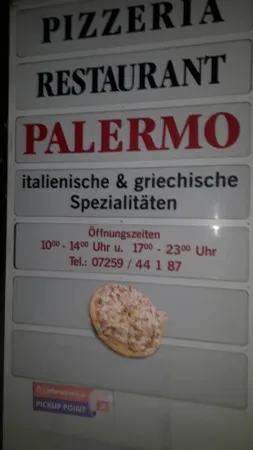 PIZZERIA
RESTAURANT
PALERMO
italienische & griechische
Spezialitäten
Öffnungszeiten
10⁰⁰ - 14⁰⁰ Uhr u. 17⁰⁰ - 23⁰⁰ Uhr
Tel.: 07259 / 44 1 87
PICKUP POINT